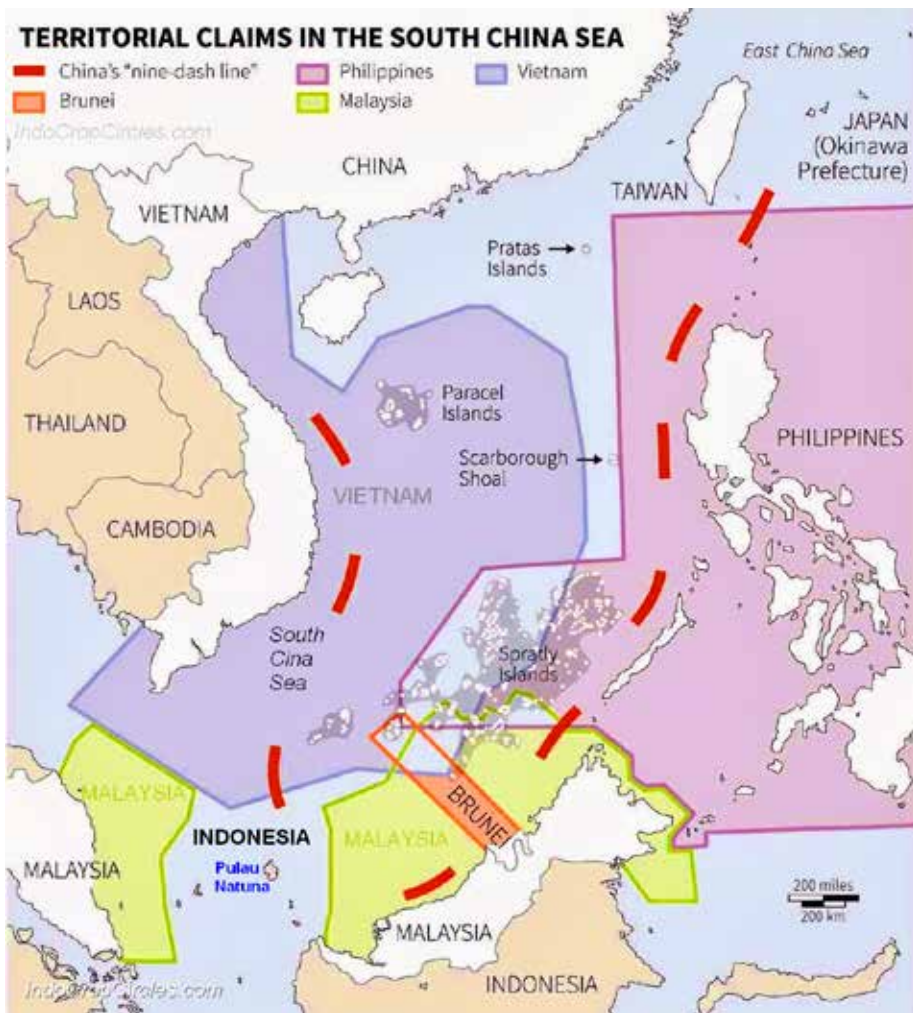 TERRITORIAL CLAIMS IN THE SOUTH CHINA SEA
China's "nine-dash line"
Philippines
Vietnam
Brunei
Malaysia
IndoCropCircles.com
East China Sea
JAPAN
(Okinawa
Prefecture)
CHINA
TAIWAN
VIETNAM
Pratas
Islands
LAOS
Paracel
Islands
THAILAND
PHILIPPINES
Scarborough
Shoal
VIETNAM
CAMBODIA
South
Cina
Sea
Spratly
Islands
MALAYSIA
BRUNEI
INDONESIA
MALAYSIA
MALAYSIA
Pulau
Natuna
200 miles
200 km
MALAYSIA
INDONESIA
IndoCropCircles.com